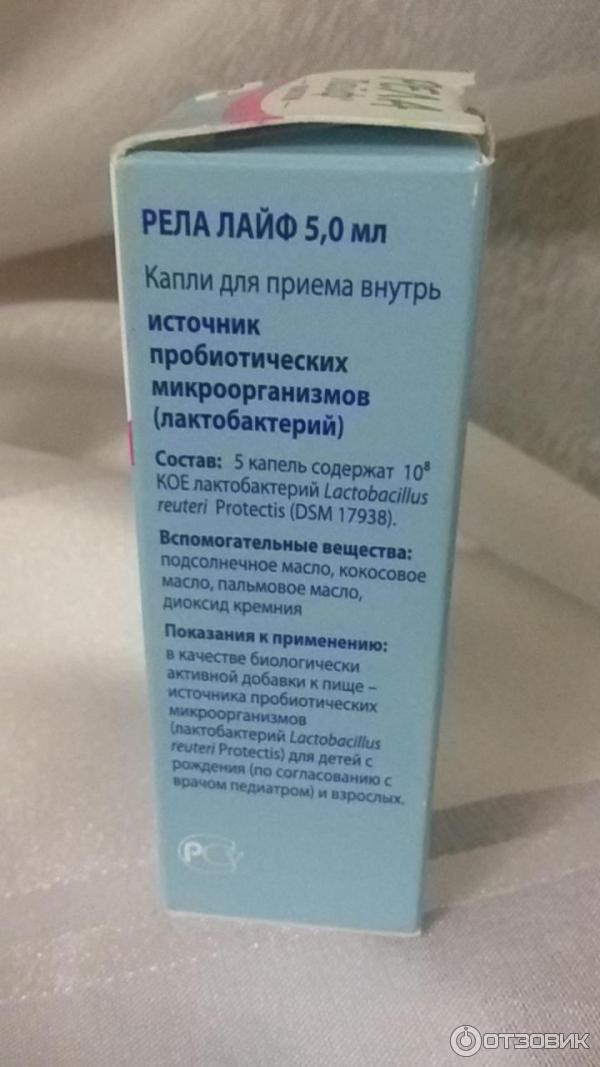 РЕЛА
РЕЛА ЛАЙФ 5,0 мл
Капли для приема внутрь
источник
пробиотических
микроорганизмов
(лактобактерий)
Состав: 5 капель содержат 10⁸
КОЕ лактобактерий Lactobacillus
reuteri Protectis (DSM 17938).
Вспомогательные вещества:
подсолнечное масло, кокосовое
масло, пальмовое масло,
диоксид кремния
Показания к применению:
в качестве биологически
активной добавки к пище –
источника пробиотических
микроорганизмов
(лактобактерий Lactobacillus
reuteri Protectis) для детей с
рождения (по согласованию с
врачом педиатром) и взрослых.
РС
ОТЗОВИК